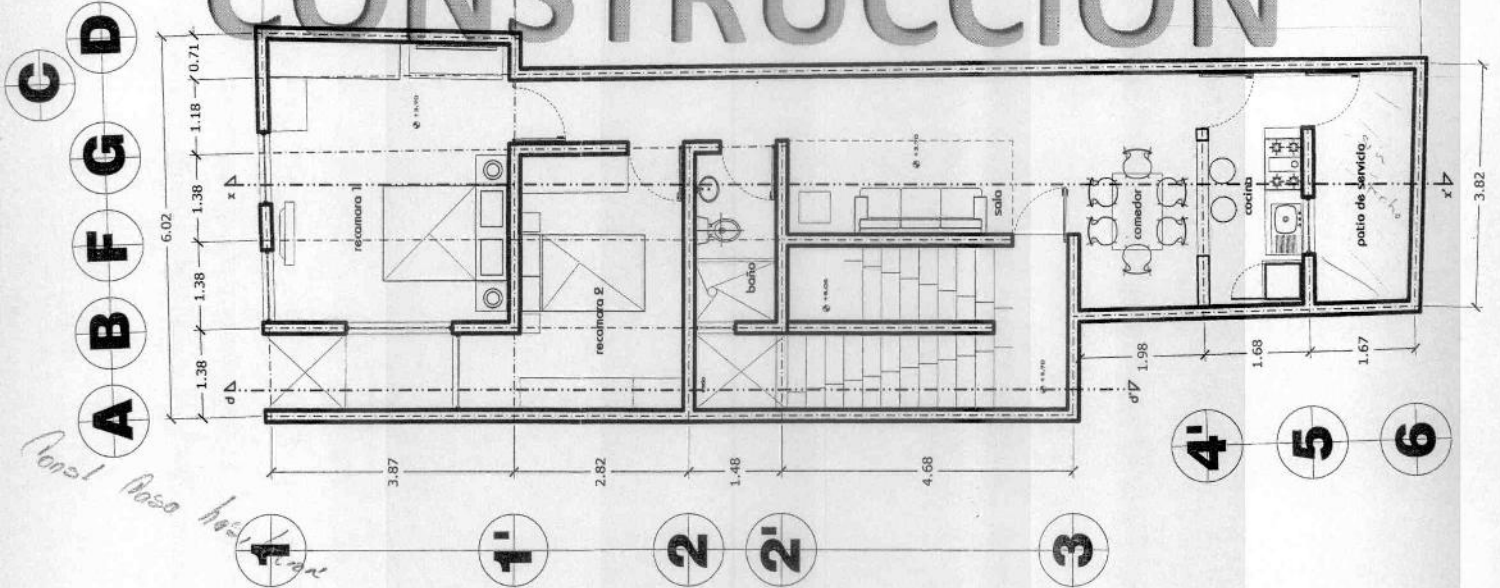 CONSTRUCCION
C
D
G
F
B
A
0.71
1.18
1.38
1.38
1.38
6.02
3.82
x
x'
d
d'
recamara 1
recamara 2
baño
sala
comedor
cocina
patio de servicio
3.87
2.82
1.48
4.68
1.98
1.68
1.67
1
1'
2
2'
3
4'
5
6